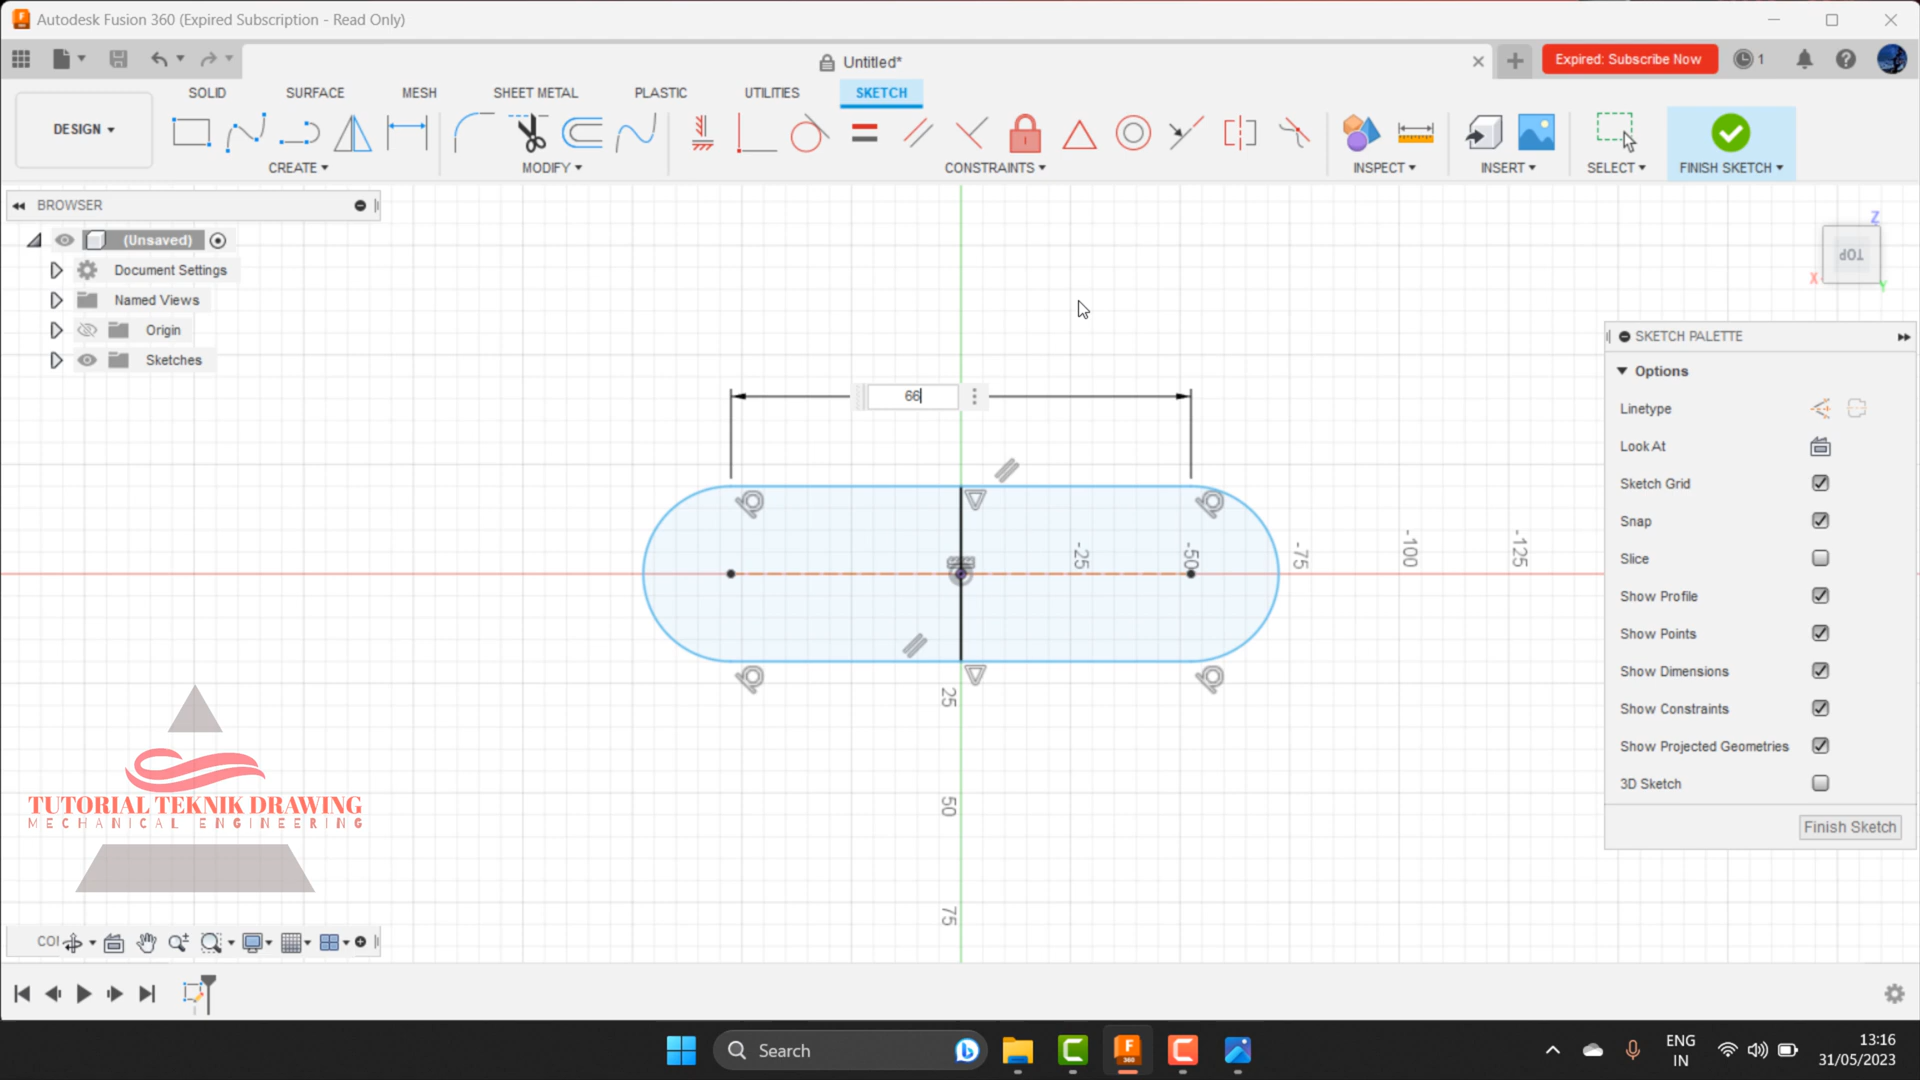 Autodesk Fusion 360 (Expired Subscription - Read Only)
Untitled*
Expired: Subscribe Now
1
SOLID
SURFACE
MESH
SHEET METAL
PLASTIC
UTILITIES
SKETCH
DESIGN
CREATE
MODIFY
CONSTRAINTS
INSPECT
INSERT
SELECT
FINISH SKETCH
BROWSER
(Unsaved)
Document Settings
Named Views
Origin
Sketches
Z
TOP
X
Y
SKETCH PALETTE
Options
Linetype
Look At
Sketch Grid
Snap
Slice
Show Profile
Show Points
Show Dimensions
Show Constraints
Show Projected Geometries
3D Sketch
Finish Sketch
66
-25
-50
-75
-100
-125
25
50
75
TUTORIAL TEKNIK DRAWING
MECHANICAL ENGINEERING
CO
Search
F
360
ENG
IN
13:16
31/05/2023